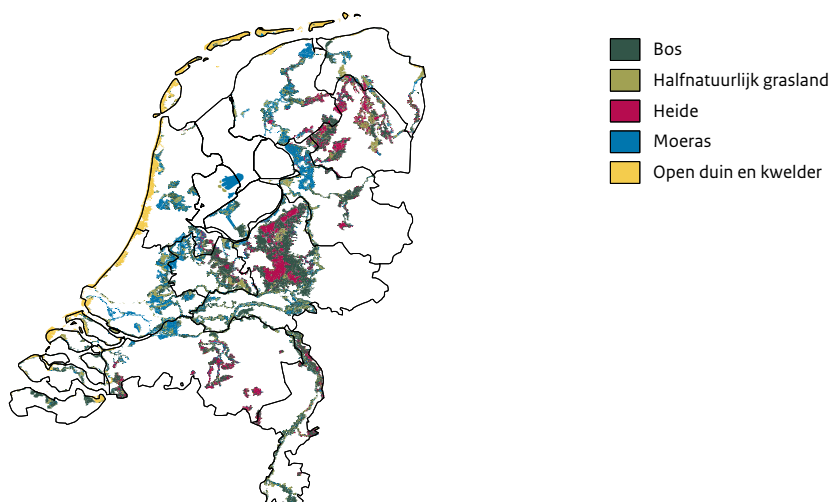 Bos
Halfnatuurlijk grasland
Heide
Moeras
Open duin en kwelder